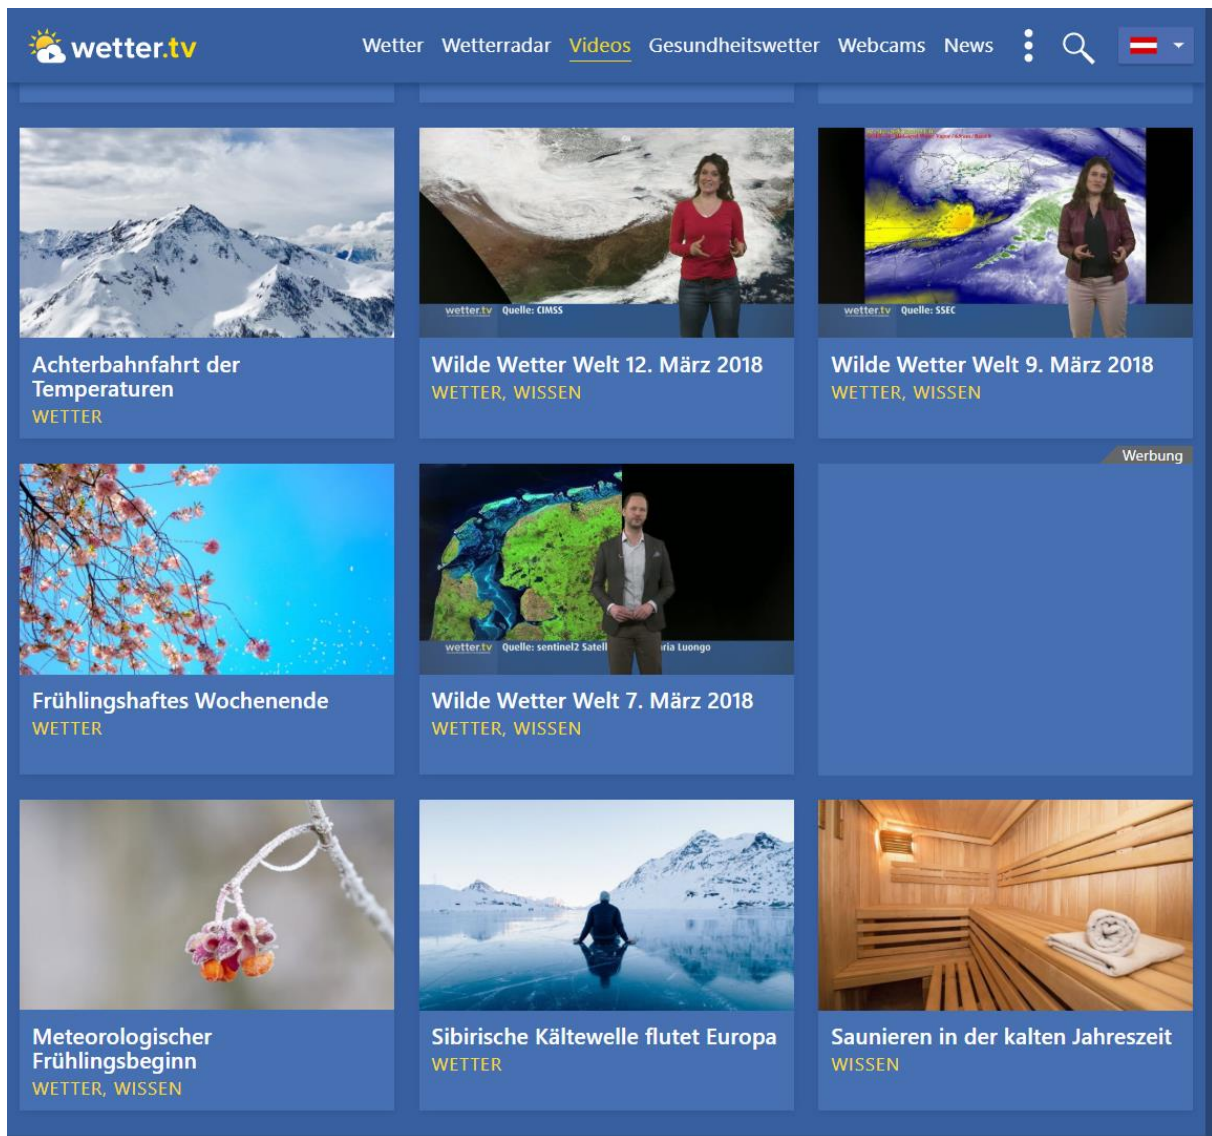 wetter.tv
Wetter Wetterradar Videos Gesundheitswetter Webcams News
wetter.tv Quelle: CIMSS
wetter.tv Quelle: SSEC
Achterbahnfahrt der
Temperaturen
WETTER
Wilde Wetter Welt 12. März 2018
WETTER, WISSEN
Wilde Wetter Welt 9. März 2018
WETTER, WISSEN
Werbung
wetter.tv Quelle: sentinel2 Satell ria Luongo
Frühlingshaftes Wochenende
WETTER
Wilde Wetter Welt 7. März 2018
WETTER, WISSEN
Meteorologischer
Frühlingsbeginn
WETTER, WISSEN
Sibirische Kältewelle flutet Europa
WETTER
Saunieren in der kalten Jahreszeit
WISSEN